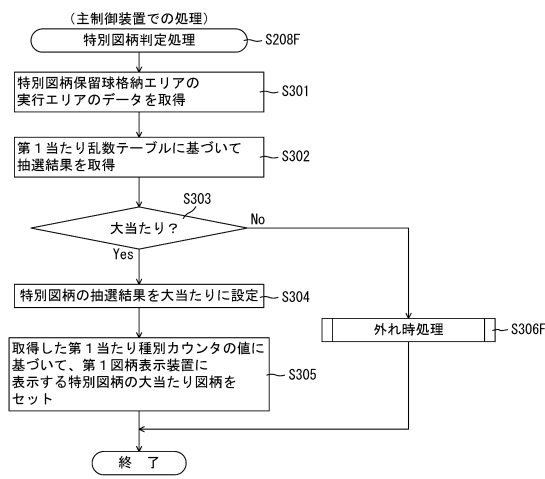 （主制御装置での処理）
特別図柄判定処理
S208F
特別図柄保留球格納エリアの
実行エリアのデータを取得
S301
第１当たり乱数テーブルに基づいて
抽選結果を取得
S302
S303
大当たり？
No
Yes
特別図柄の抽選結果を大当たりに設定
S304
外れ時処理
S306F
取得した第１当たり種別カウンタの値に
基づいて、第１図柄表示装置に
表示する特別図柄の大当たり図柄を
セット
S305
終　了